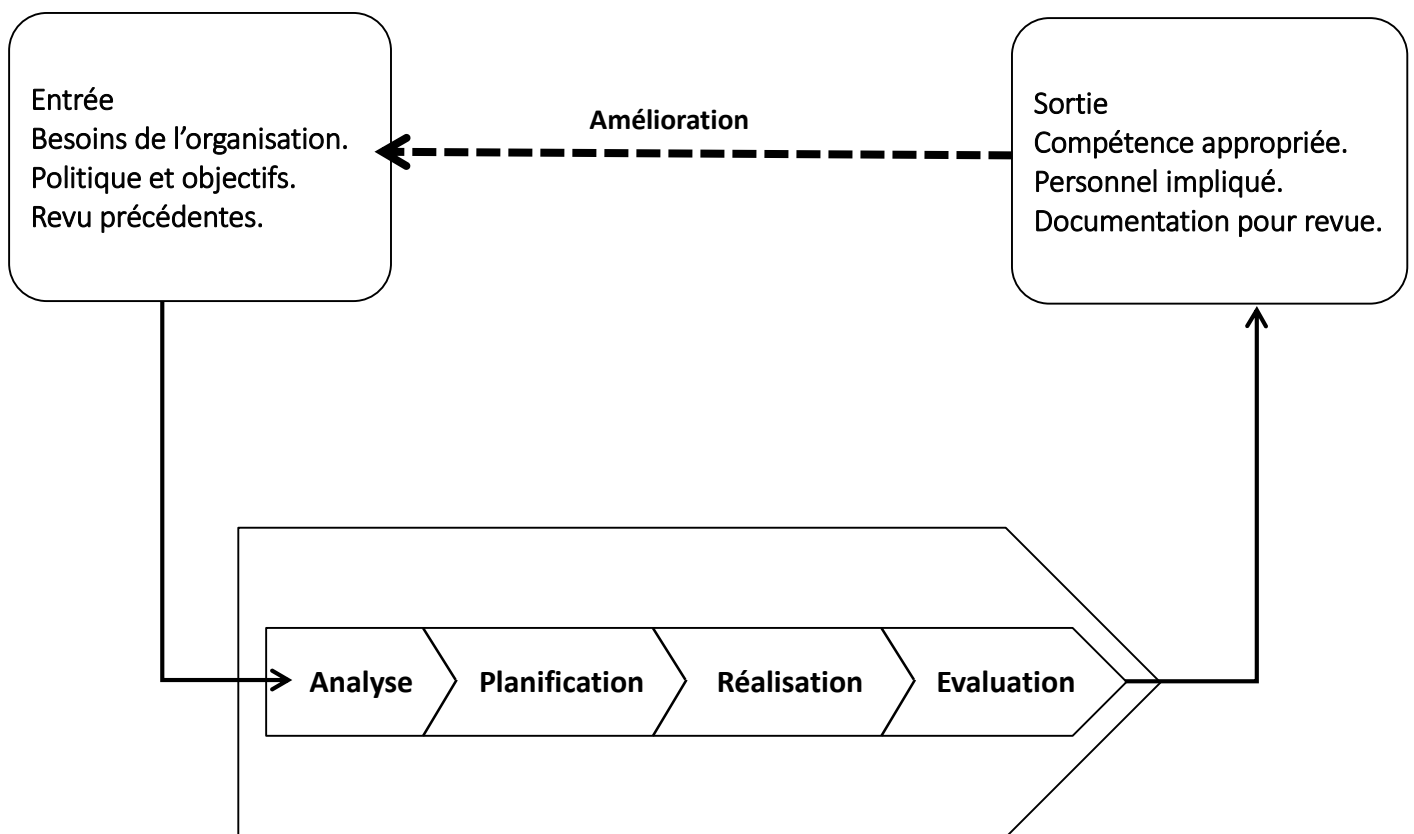 Entrée
Besoins de l'organisation.
Politique et objectifs.
Revu précédentes.
Amélioration
Sortie
Compétence appropriée.
Personnel impliqué.
Documentation pour revue.
Analyse
Planification
Réalisation
Evaluation